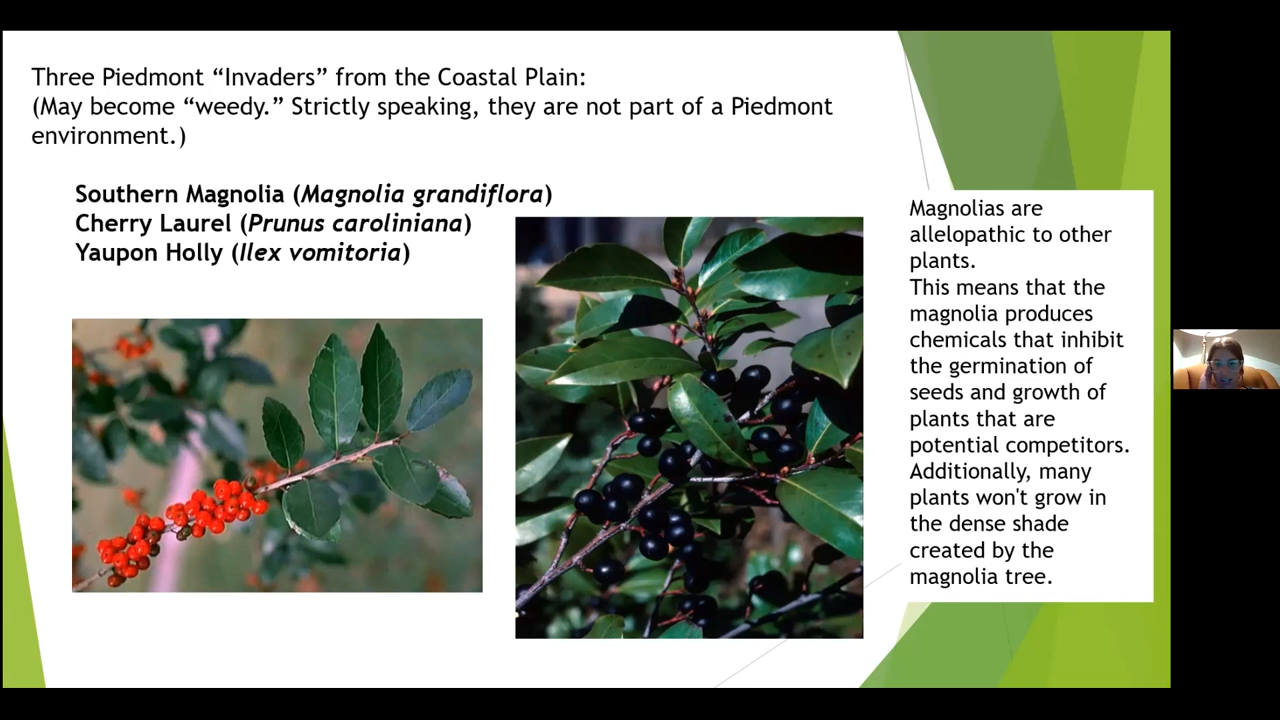 Three Piedmont “Invaders” from the Coastal Plain:
(May become “weedy.” Strictly speaking, they are not part of a Piedmont
environment.)
Southern Magnolia (Magnolia grandiflora)
Cherry Laurel (Prunus caroliniana)
Yaupon Holly (Ilex vomitoria)
Magnolias are
allelopathic to other
plants.
This means that the
magnolia produces
chemicals that inhibit
the germination of
seeds and growth of
plants that are
potential competitors.
Additionally, many
plants won't grow in
the dense shade
created by the
magnolia tree.